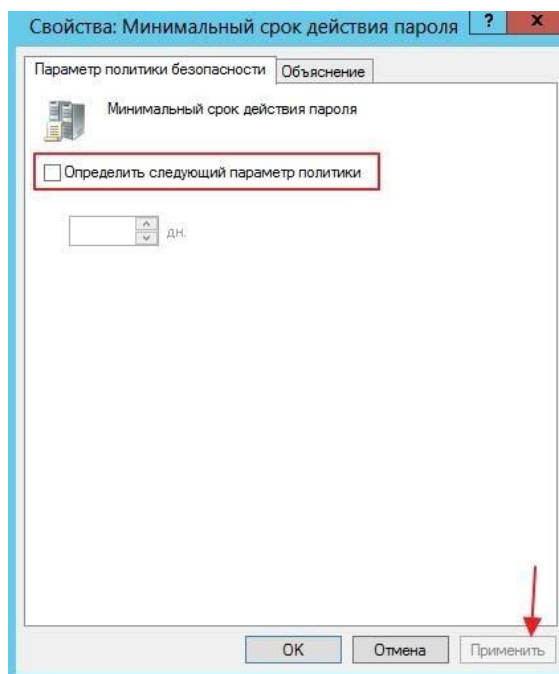 Свойства: Минимальный срок действия пароля ? x
Параметр политики безопасности Объяснение
Минимальный срок действия пароля
Определить следующий параметр политики
дн.
ОК Отмена Применить